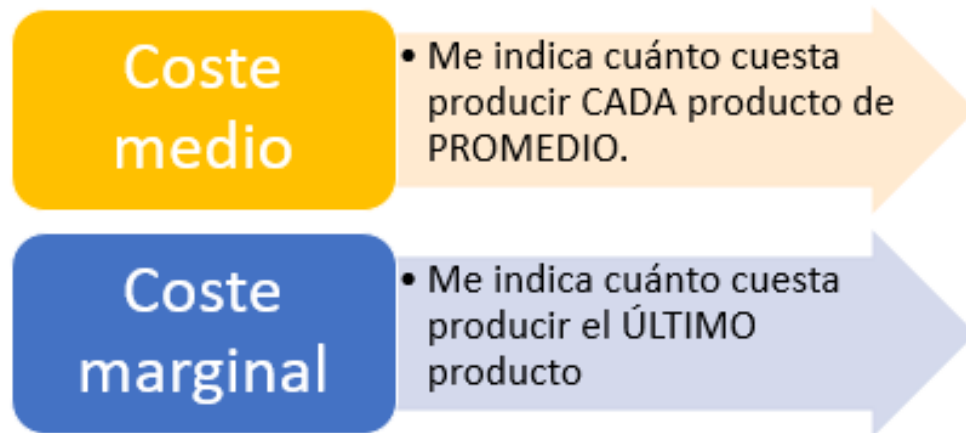 Coste
medio
• Me indica cuánto cuesta
producir CADA producto de
PROMEDIO.
Coste
marginal
• Me indica cuánto cuesta
producir el ÚLTIMO
producto